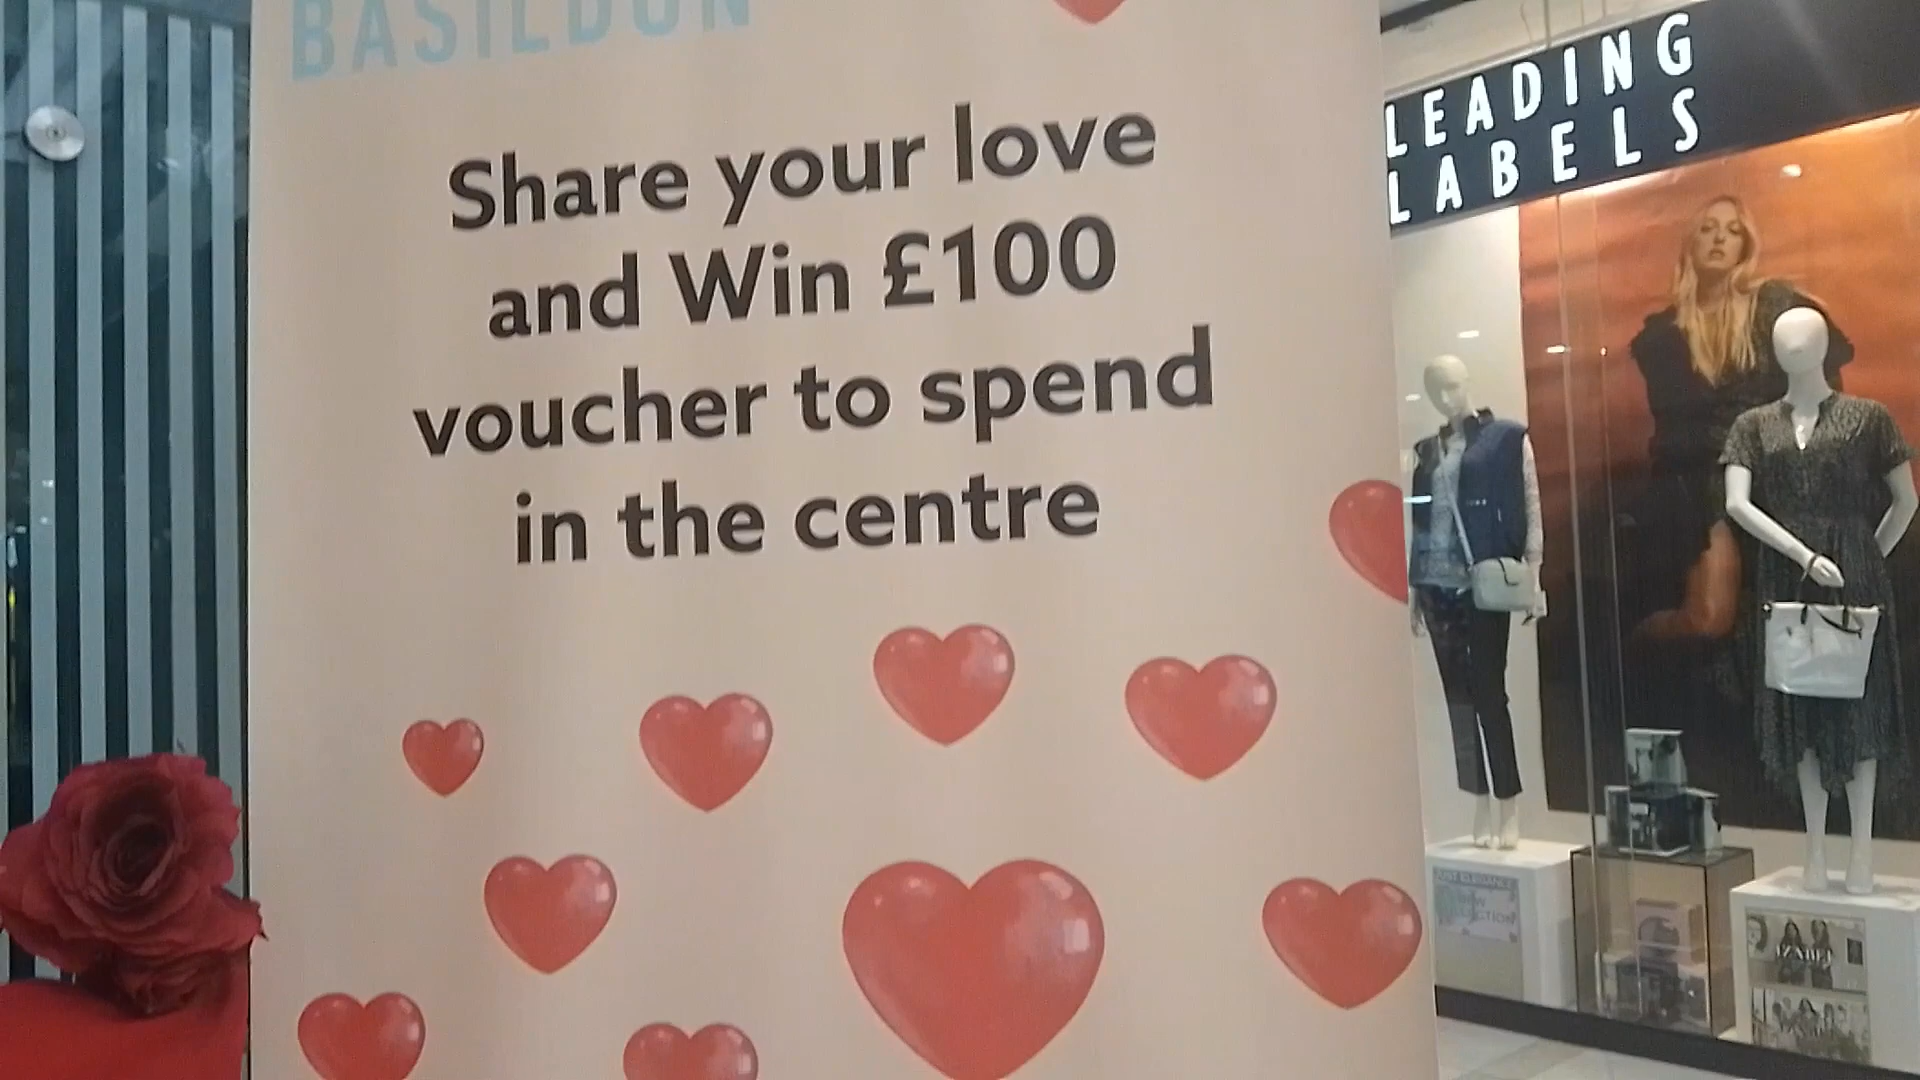 BASILDON
Share your love
and Win £100
voucher to spend
in the centre
LEADING
LABELS